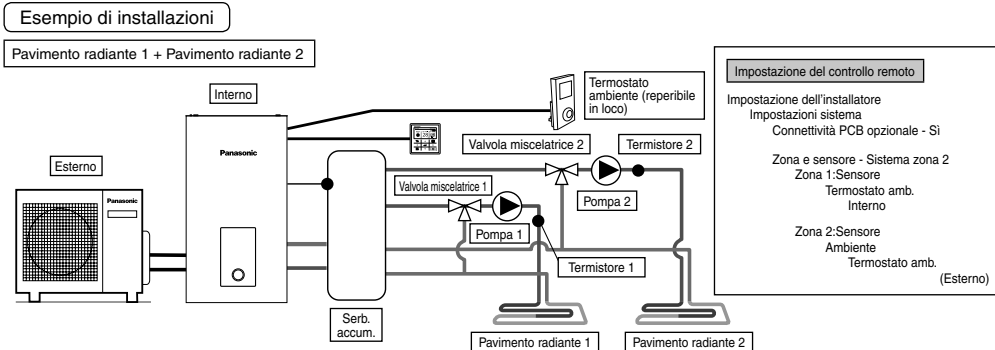 Esempio di installazioni
Pavimento radiante 1 + Pavimento radiante 2
Esterno
Panasonic
Interno
Panasonic
Termostato
ambiente (reperibile
in loco)
Valvola miscelatrice 2
Termistore 2
Valvola miscelatrice 1
Pompa 2
Pompa 1
Termistore 1
Serb.
accum.
Pavimento radiante 1
Pavimento radiante 2
Impostazione del controllo remoto
Impostazione dell'installatore
Impostazioni sistema
Connettività PCB opzionale - Sì
Zona e sensore - Sistema zona 2
Zona 1:Sensore
Termostato amb.
Interno
Zona 2:Sensore
Ambiente
Termostato amb.
(Esterno)